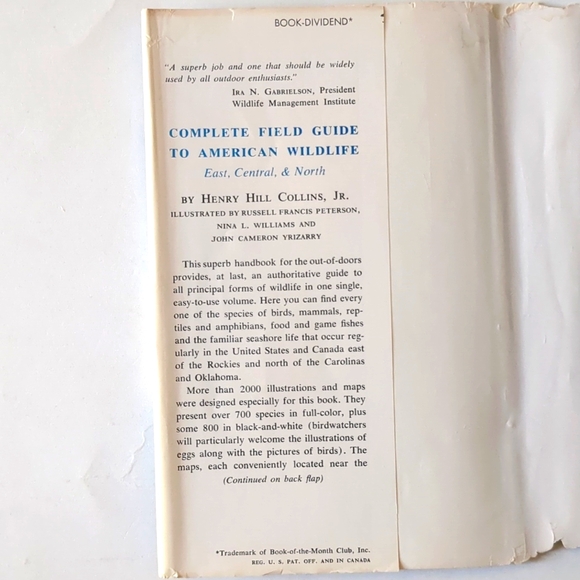 BOOK-DIVIDEND*
"A superb job and one that should be widely
used by all outdoor enthusiasts."
IRA N. GABRIELSON, President
Wildlife Management Institute
COMPLETE FIELD GUIDE
TO AMERICAN WILDLIFE
East, Central, & North
BY HENRY HILL COLLINS, JR.
ILLUSTRATED BY RUSSELL FRANCIS PETERSON,
NINA L. WILLIAMS AND
JOHN CAMERON YRIZARRY
This superb handbook for the out-of-doors
provides, at last, an authoritative guide to
all principal forms of wildlife in one single,
easy-to-use volume. Here you can find every
one of the species of birds, mammals, rep-
tiles and amphibians, food and game fishes
and the familiar seashore life that occur reg-
ularly in the United States and Canada east
of the Rockies and north of the Carolinas
and Oklahoma.
More than 2000 illustrations and maps
were designed especially for this book. They
present over 700 species in full-color, plus
some 800 in black-and-white (birdwatchers
will particularly welcome the illustrations of
eggs along with the pictures of birds). The
maps, each conveniently located near the
(Continued on back flap)
*Trademark of Book-of-the-Month Club, Inc.
REG. U. S. PAT. OFF. AND IN CANADA